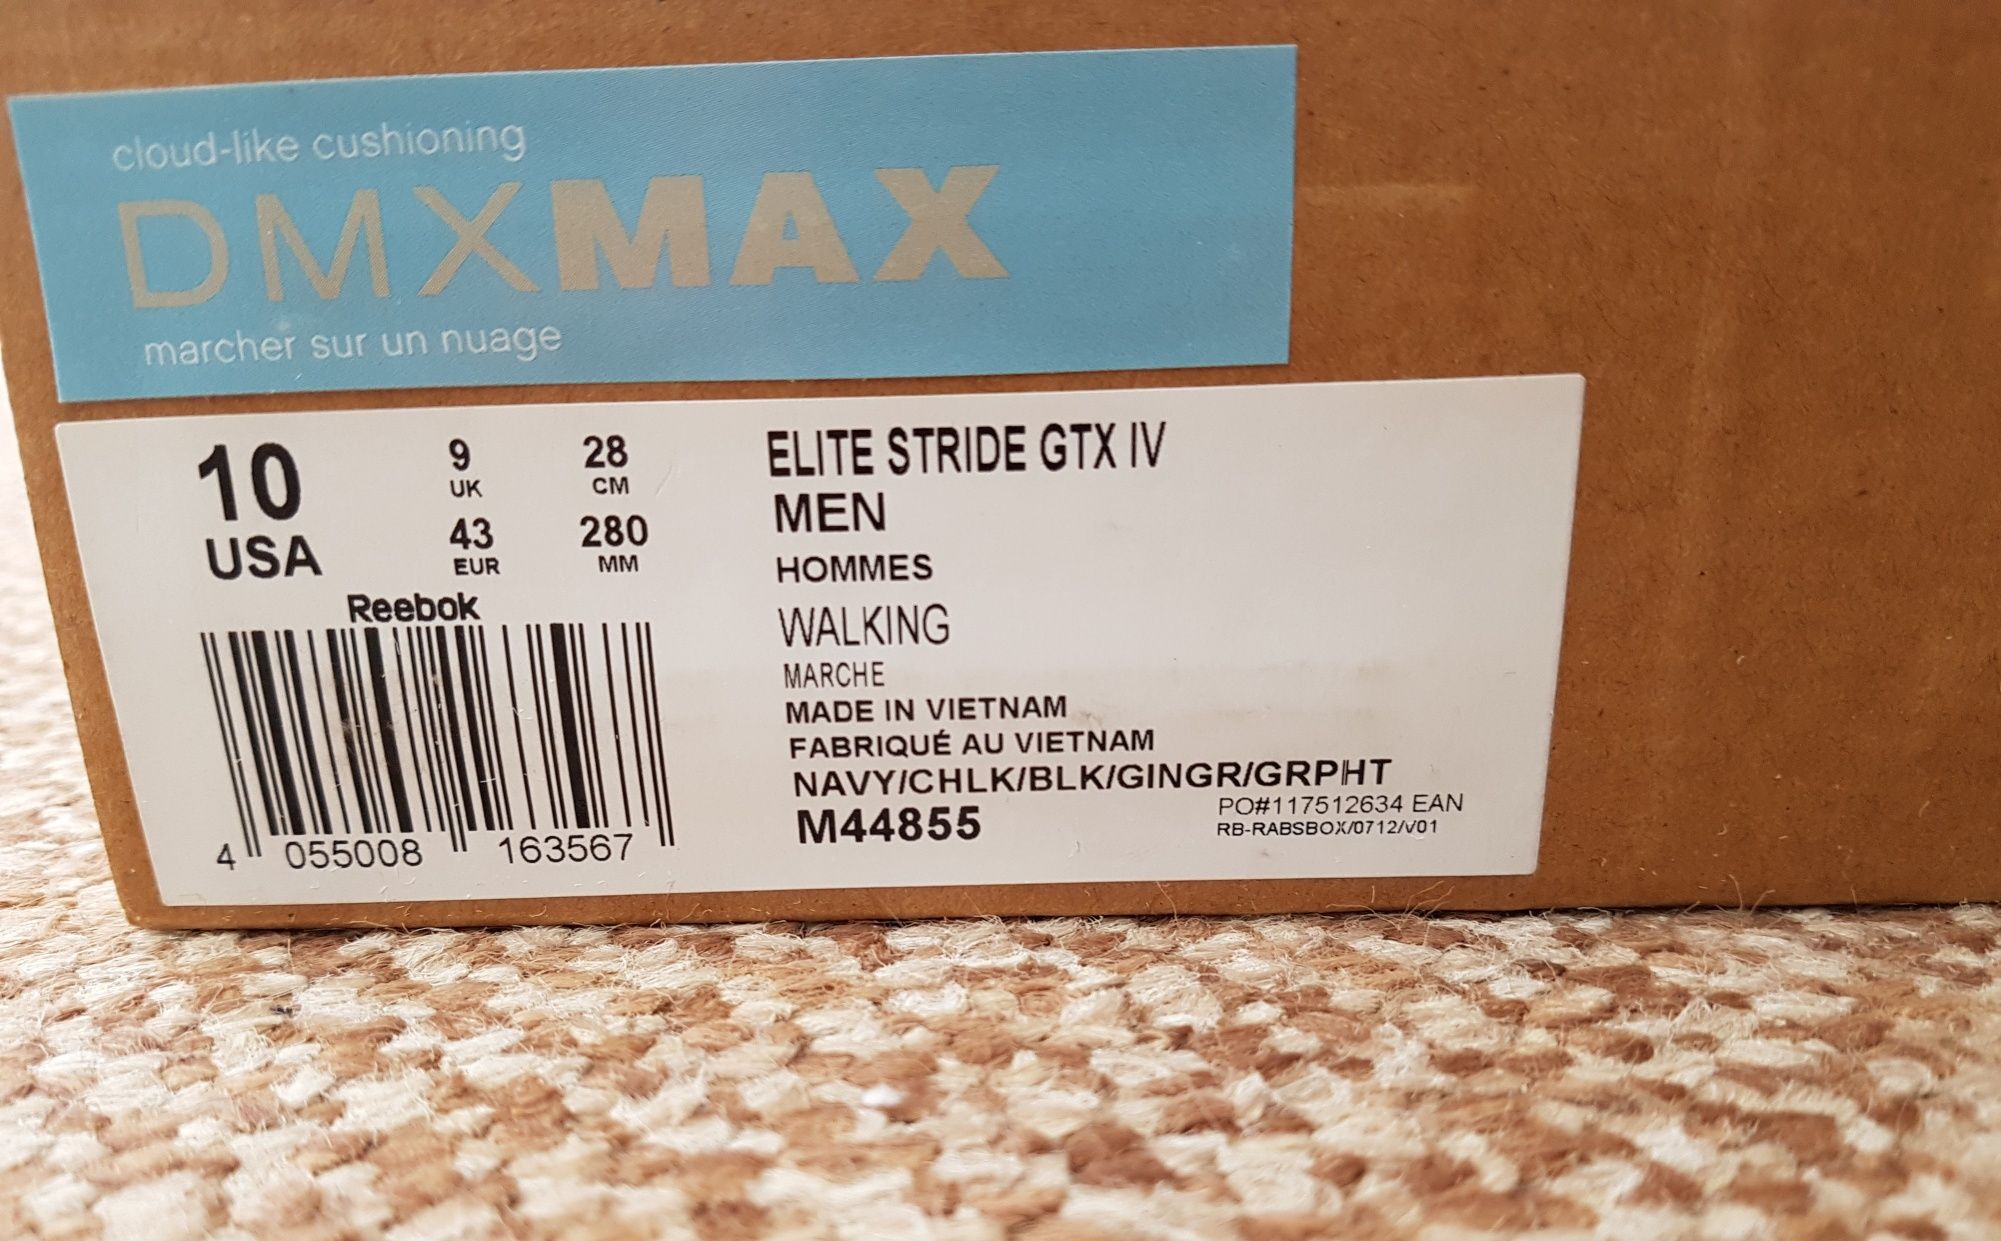 cloud-like cushioning
DMXMAX
marcher sur un nuage
10
USA
9
UK
43
EUR
28
CM
280
MM
Reebok
4 055008 163567
ELITE STRIDE GTX IV
MEN
HOMMES
WALKING
MARCHE
MADE IN VIETNAM
FABRIQUÉ AU VIETNAM
NAVY/CHLK/BLK/GINGR/GRPHT
M44855
PO#117512634 EAN
RB-RABSBOX/0712/v01